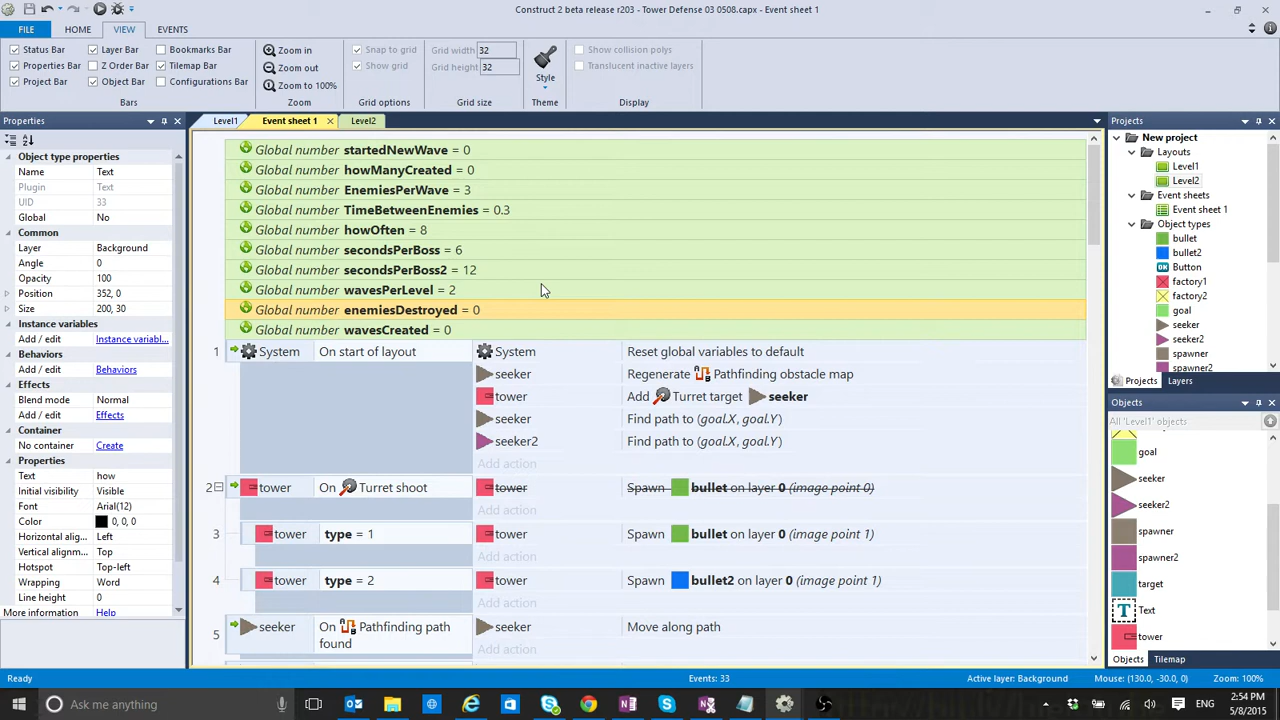 Construct 2 beta release r203 - Tower Defense 03 0508.capx - Event sheet 1
FILE HOME VIEW EVENTS
Status Bar Layer Bar Bookmarks Bar Zoom in Snap to grid Grid width 32 Show collision polys
Properties Bar Z Order Bar Tilemap Bar Zoom out Show grid Grid height 32 Translucent inactive layers
Project Bar Object Bar Configurations Bar Zoom to 100% Style
Bars Zoom Grid options Grid size Theme Display
Properties
Object type properties
Name Text
Plugin Text
UID 33
Global No
Common
Layer Background
Angle 0
Opacity 100
Position 352, 0
Size 200, 30
Instance variables
Add / edit Instance variabl...
Behaviors
Add / edit Behaviors
Effects
Blend mode Normal
Add / edit Effects
Container
No container Create
Properties
Text how
Initial visibility Visible
Font Arial(12)
Color 0, 0, 0
Horizontal alig... Left
Vertical alignm... Top
Hotspot Top-left
Wrapping Word
Line height 0
More information Help
Level1 Event sheet 1 Level2
Global number startedNewWave = 0
Global number howManyCreated = 0
Global number EnemiesPerWave = 3
Global number TimeBetweenEnemies = 0.3
Global number howOften = 8
Global number secondsPerBoss = 6
Global number secondsPerBoss2 = 12
Global number wavesPerLevel = 2
Global number enemiesDestroyed = 0
Global number wavesCreated = 0
1 System On start of layout System Reset global variables to default
seeker Regenerate Pathfinding obstacle map
tower Add Turret target seeker
seeker Find path to (goal.X, goal.Y)
seeker2 Find path to (goal.X, goal.Y)
Add action
2 tower On Turret shoot tower Spawn bullet on layer 0 (image point 0)
Add action
3 tower type = 1 tower Spawn bullet on layer 0 (image point 1)
Add action
4 tower type = 2 tower Spawn bullet2 on layer 0 (image point 1)
Add action
5 seeker On Pathfinding path found seeker Move along path
Add action
Projects
New project
Layouts
Level1
Level2
Event sheets
Event sheet 1
Object types
bullet
bullet2
Button
factory1
factory2
goal
seeker
seeker2
spawner
spawner2
Projects Layers
Objects
All 'Level1' objects
goal
seeker
seeker2
spawner
spawner2
target
Text
tower
Objects Tilemap
Ready Events: 33 Active layer: Background Mouse: (130.0, -30.0, 0) Zoom: 100%
Ask me anything
ENG
2:54 PM
5/8/2015